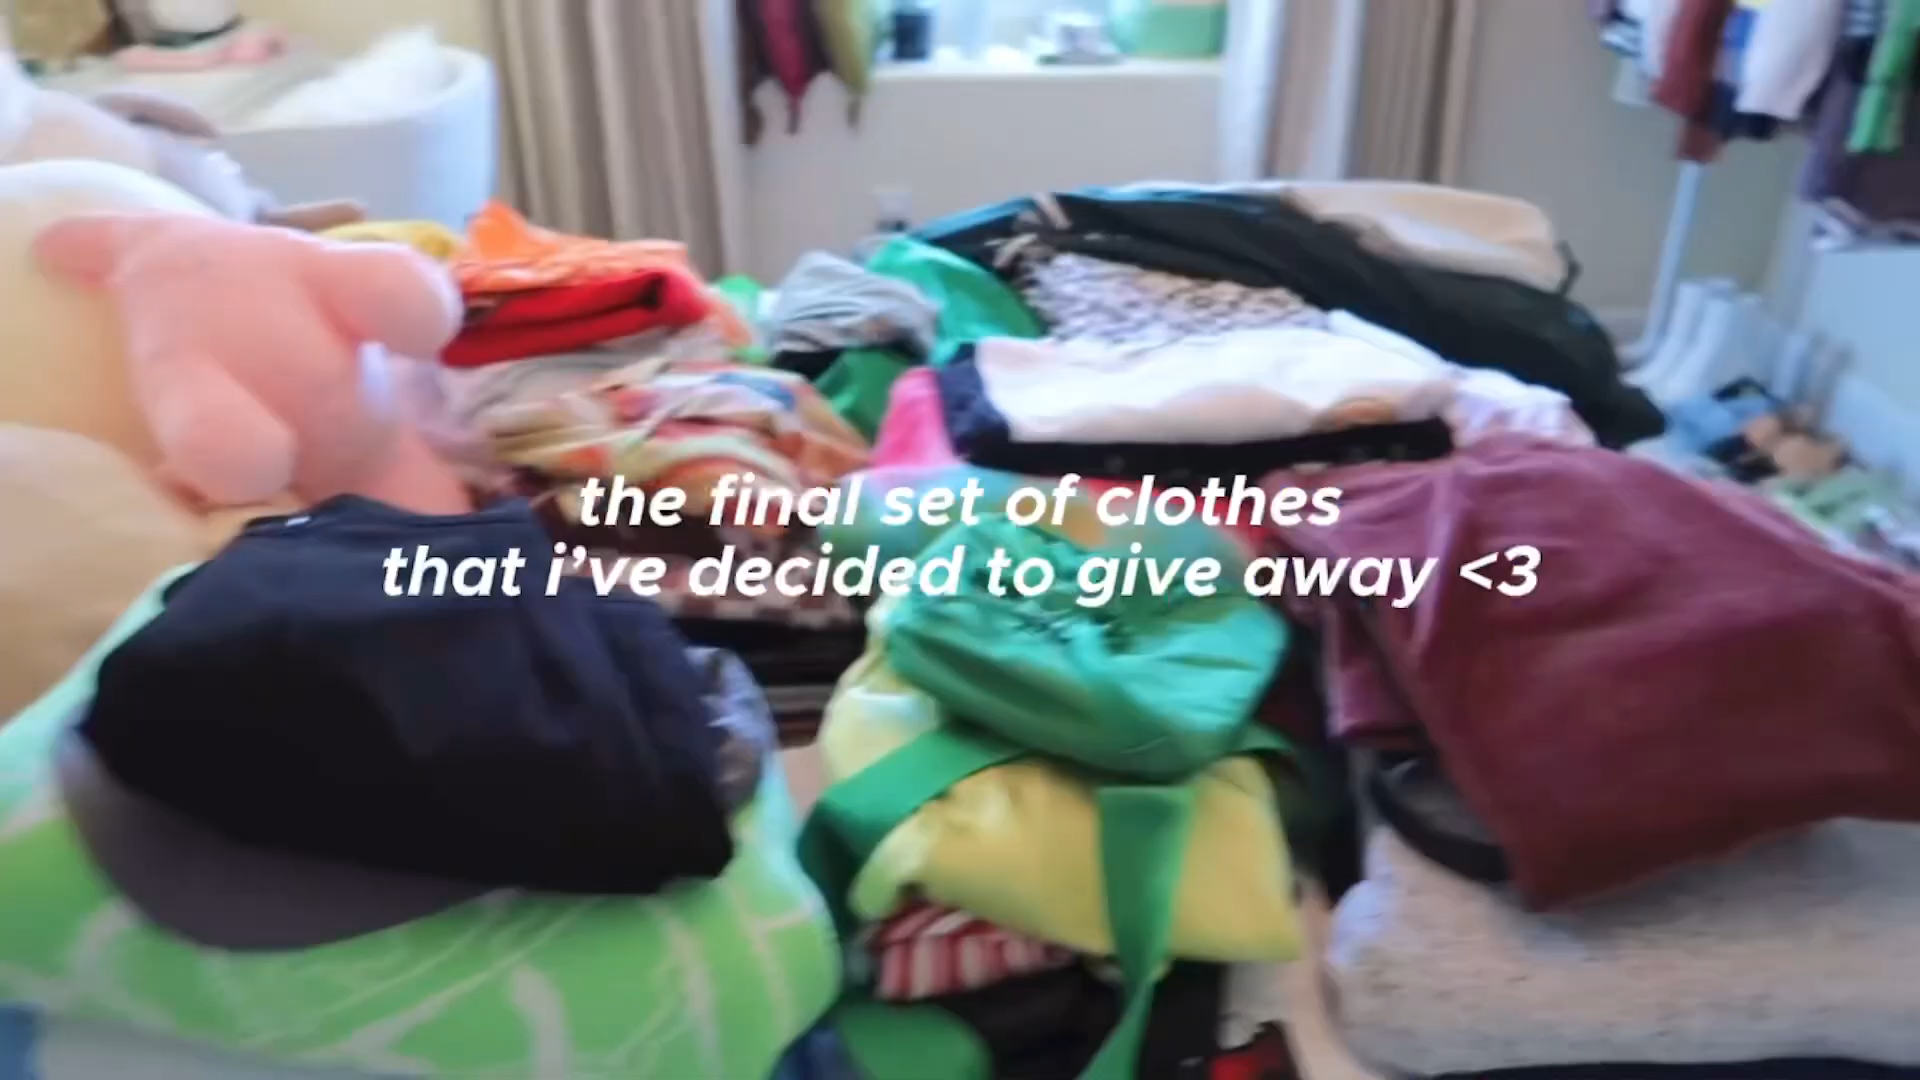 the final set of clothes
that i’ve decided to give away <3